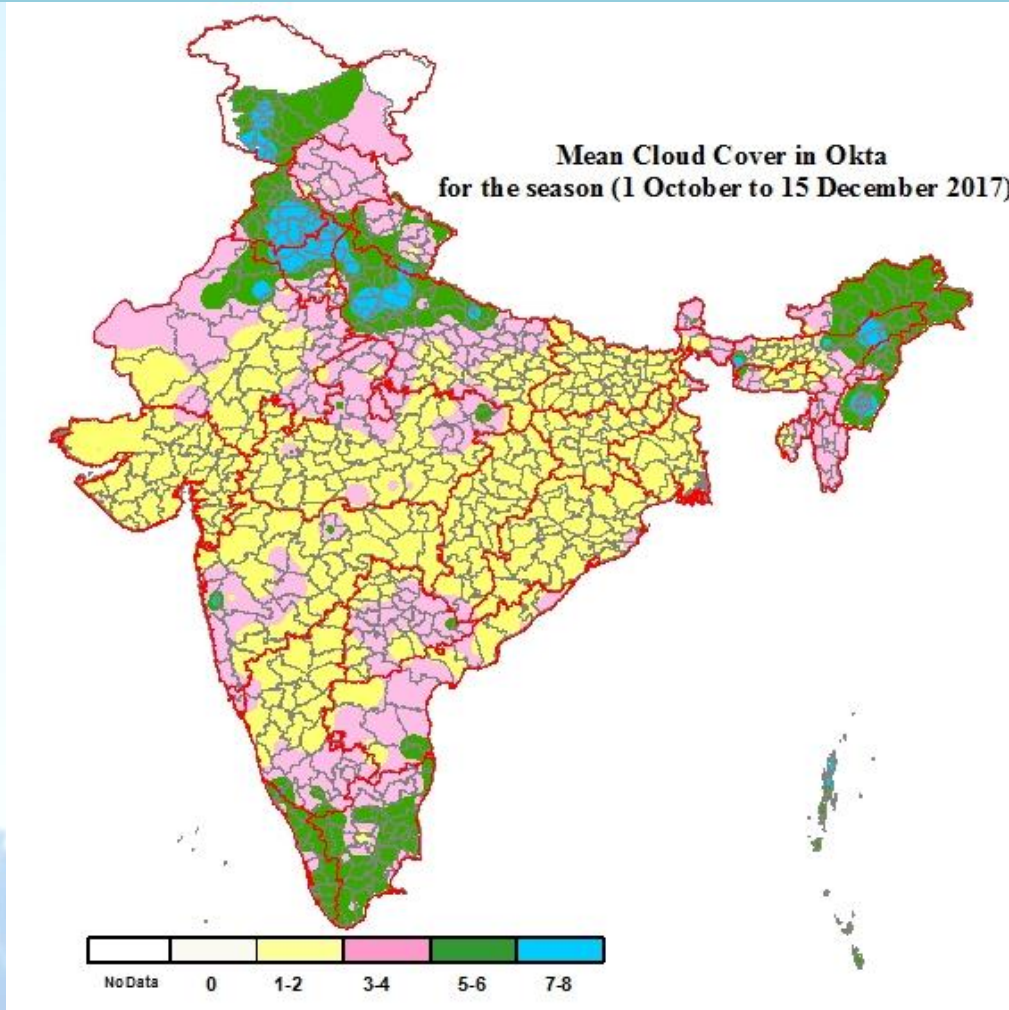 Mean Cloud Cover in Okta
for the season (1 October to 15 December 2017)
No Data 0 1-2 3-4 5-6 7-8